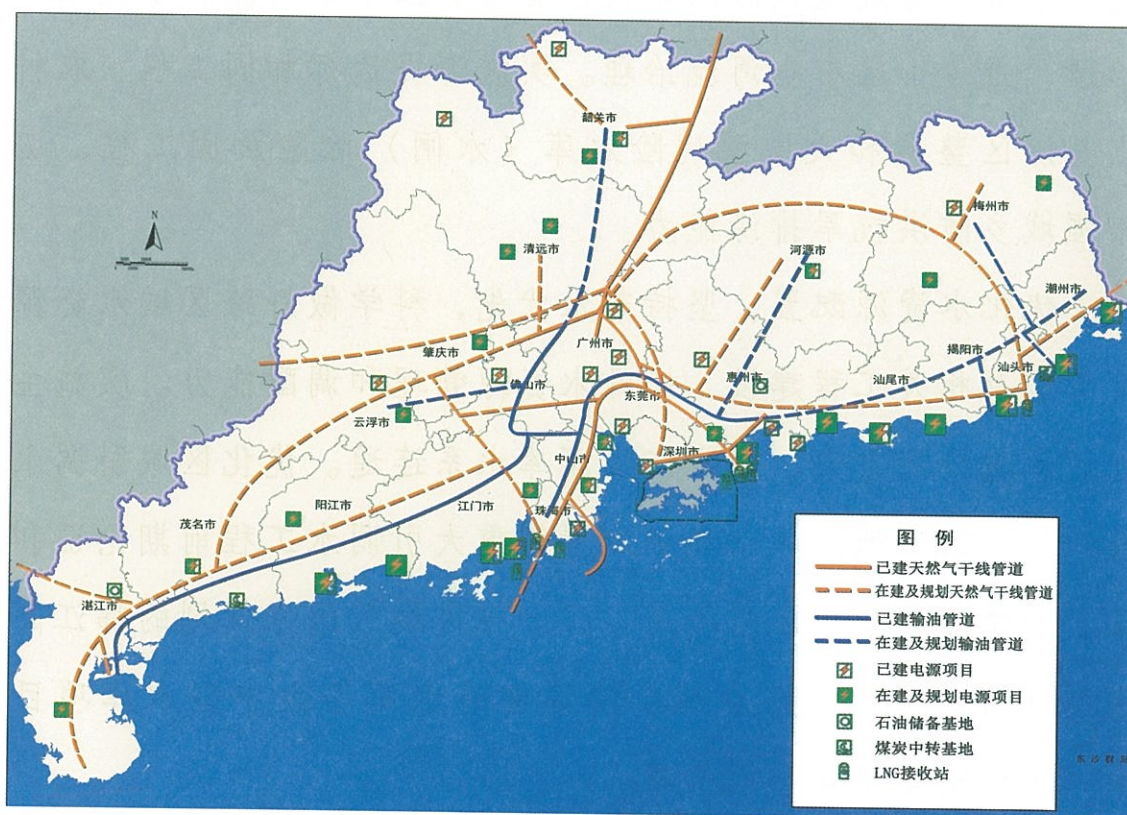 N
韶关市
梅州市
清远市
河源市
潮州市
广州市
肇庆市
揭阳市
汕头市
惠州市
汕尾市
佛山市
东莞市
云浮市
深圳市
中山市
阳江市
江门市
珠海市
茂名市
湛江市
图 例
已建天然气干线管道
在建及规划天然气干线管道
已建输油管道
在建及规划输油管道
已建电源项目
在建及规划电源项目
石油储备基地
煤炭中转基地
LNG接收站